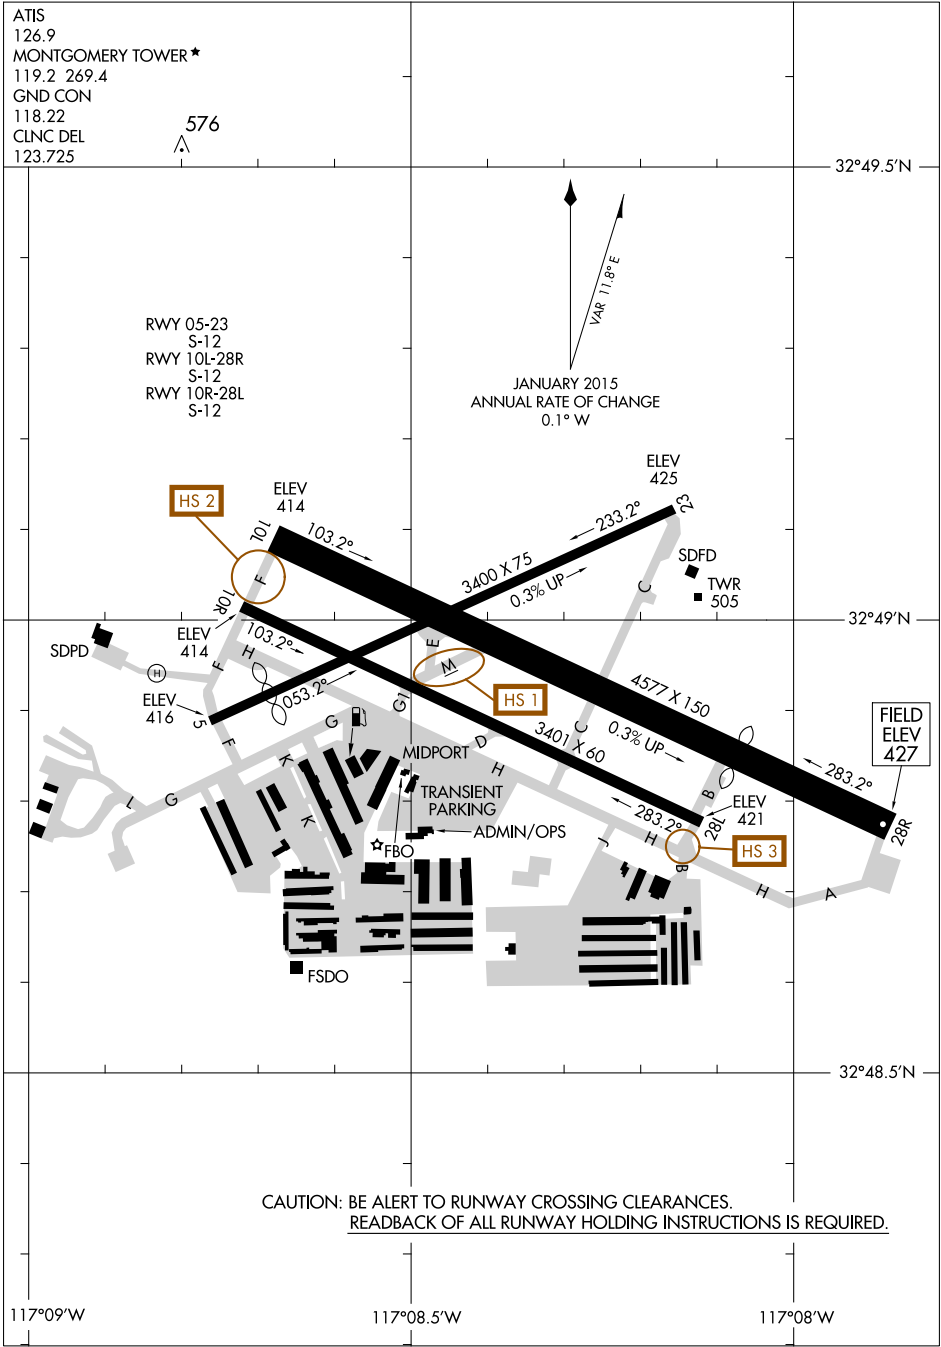 ATIS
126.9
MONTGOMERY TOWER ★
119.2 269.4
GND CON
118.22
CLNC DEL
123.725
576
32°49.5'N
VAR 11.8° E
RWY 05-23
S-12
RWY 10L-28R
S-12
RWY 10R-28L
S-12
JANUARY 2015
ANNUAL RATE OF CHANGE
0.1° W
ELEV
425
23
ELEV
414
HS 2
10L
103.2°
233.2°
3400 X 75
0.3% UP
SDFD
TWR
505
C
F
10R
32°49'N
ELEV
414
103.2°
H
E
M
SDPD
H
F
HS 1
ELEV
416
5
053.2°
G1
4577 X 150
0.3% UP
FIELD
ELEV
427
G
F
C
D
3401 X 60
MIDPORT
K
H
283.2°
L
G
TRANSIENT
PARKING
B
ELEV
421
283.2°
K
ADMIN/OPS
28L
28R
FBO
J
H
HS 3
B
H
A
FSDO
32°48.5'N
CAUTION: BE ALERT TO RUNWAY CROSSING CLEARANCES.
READBACK OF ALL RUNWAY HOLDING INSTRUCTIONS IS REQUIRED.
117°09'W
117°08.5'W
117°08'W